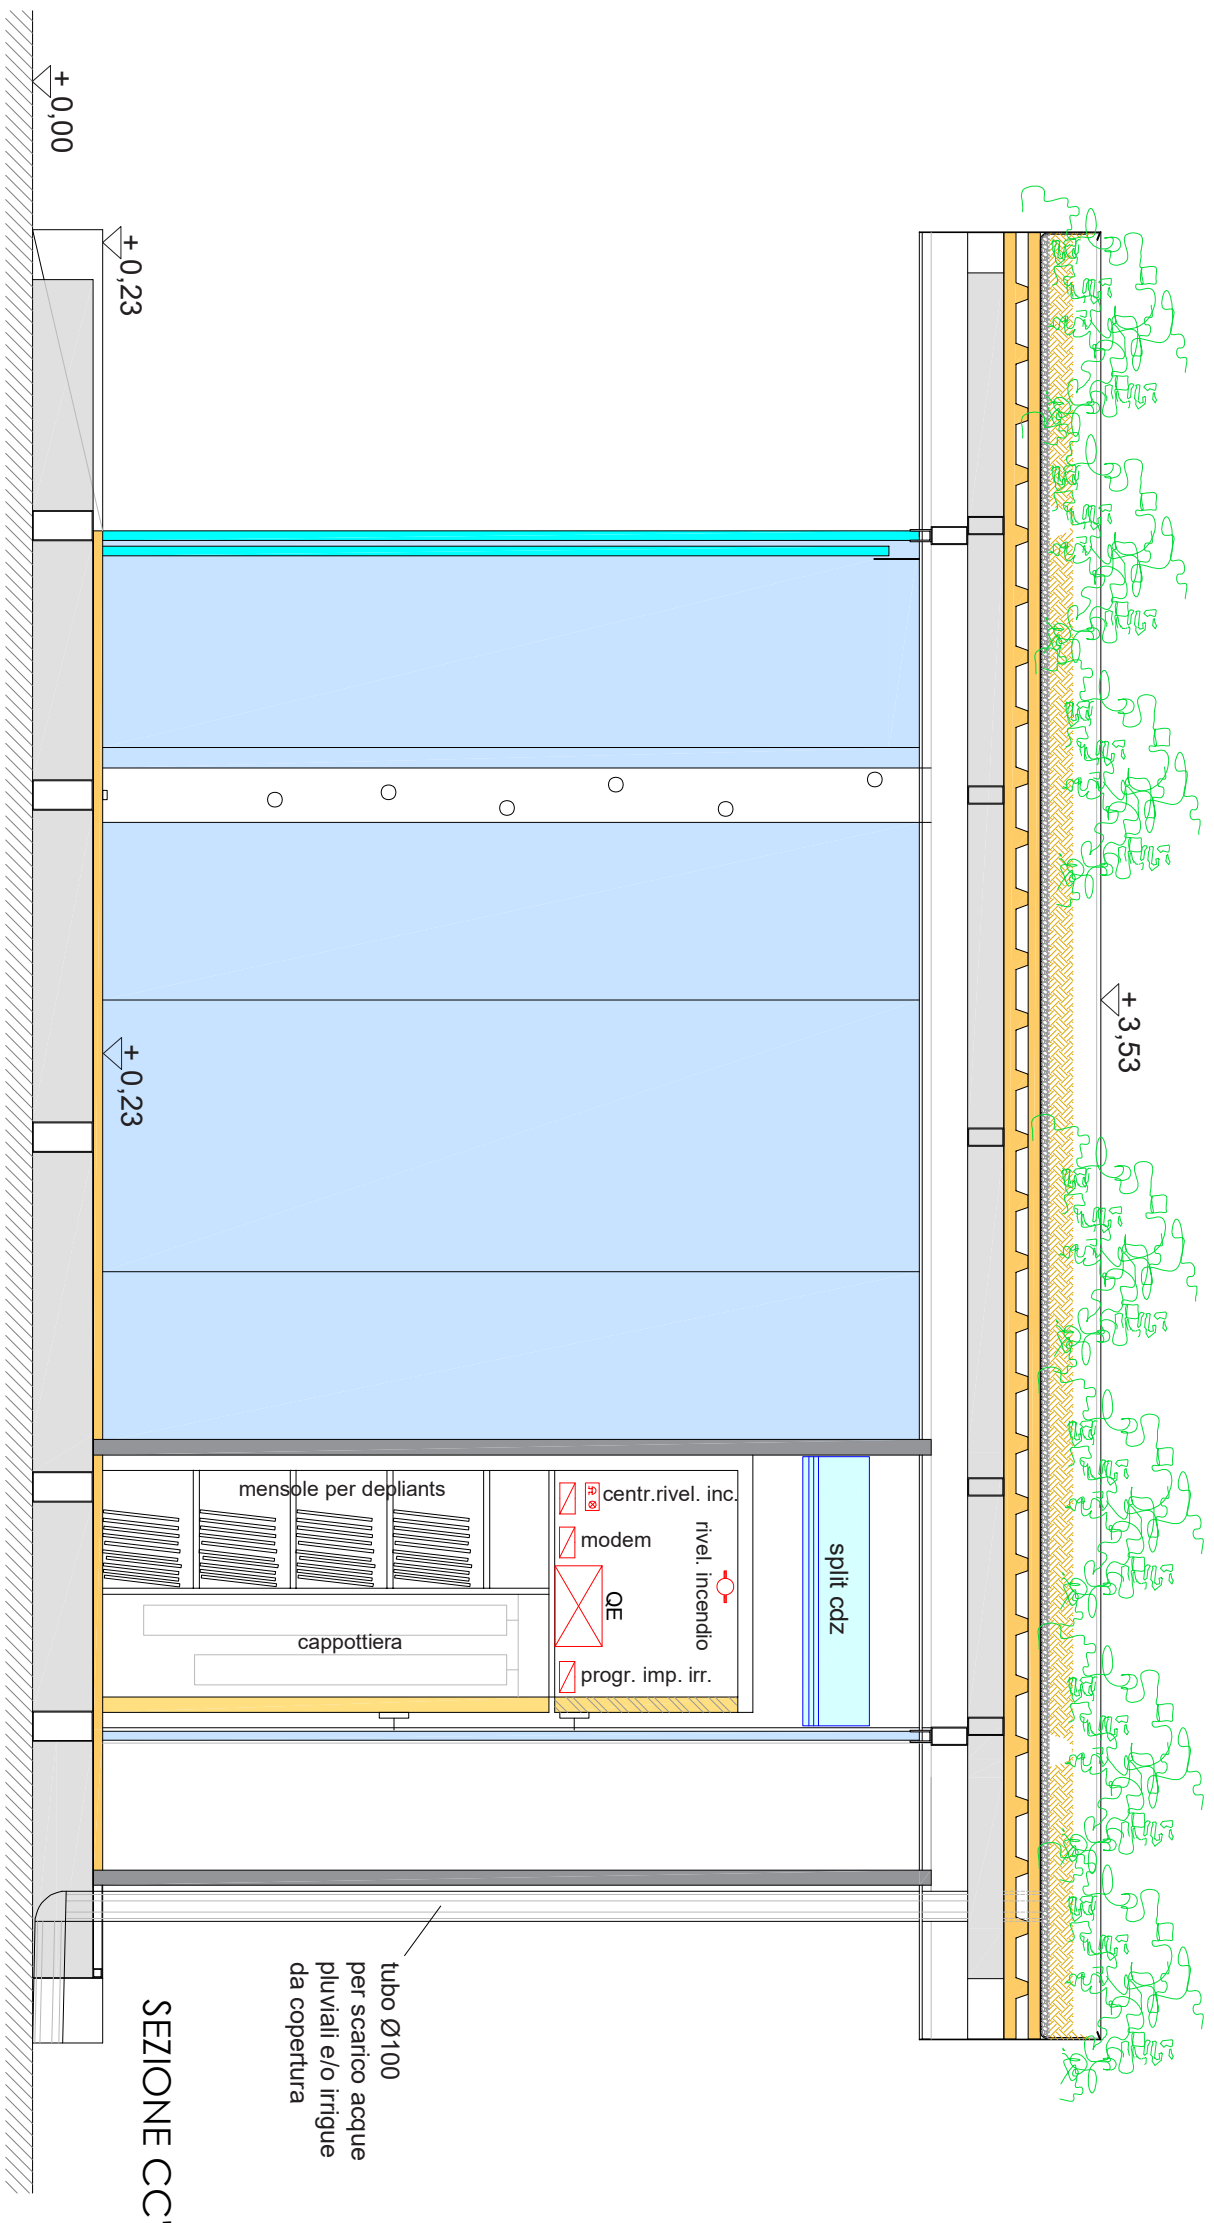 + 3,53
+ 0,00
+ 0,23
+ 0,23
split cdz
rivel. incendio
centr.rivel. inc.
modem
QE
progr. imp. irr.
mensole per depliants
cappottiera
tubo Ø100
per scarico acque
pluviali e/o irrigue
da copertura
SEZIONE CC'